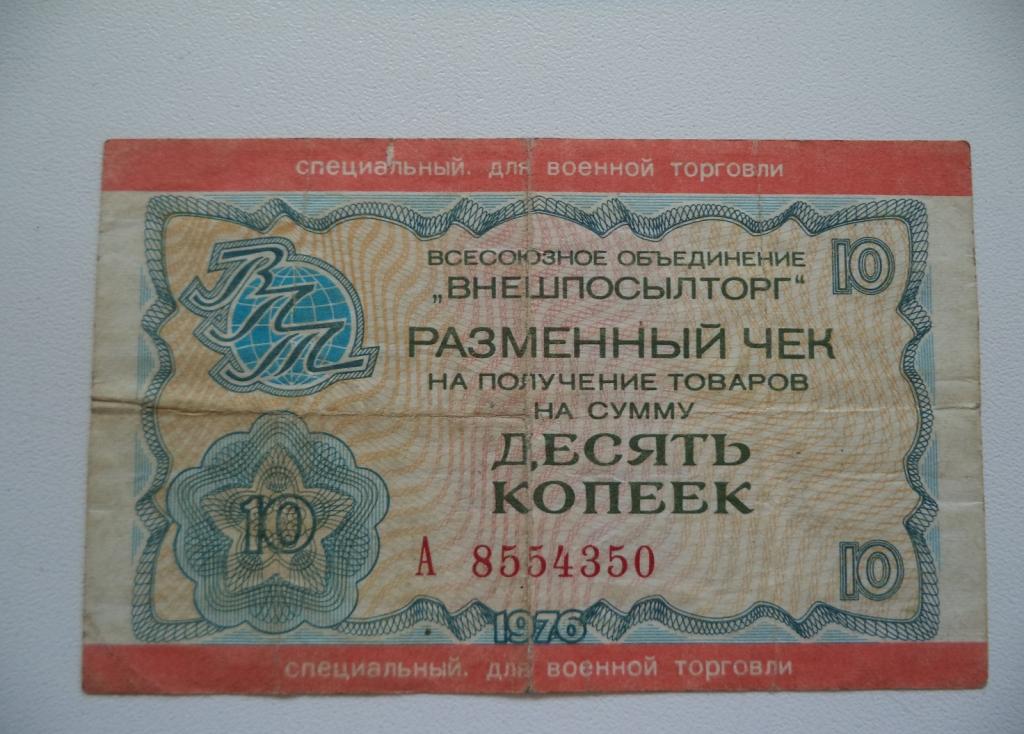 специальный. для военной торговли
ВПТ
ВСЕСОЮЗНОЕ ОБЪЕДИНЕНИЕ
10
„ВНЕШПОСЫЛТОРГ“
РАЗМЕННЫЙ ЧЕК
НА ПОЛУЧЕНИЕ ТОВАРОВ
НА СУММУ
ДЕСЯТЬ
КОПЕЕК
10
А 8554350
10
1976
специальный. для военной торговли